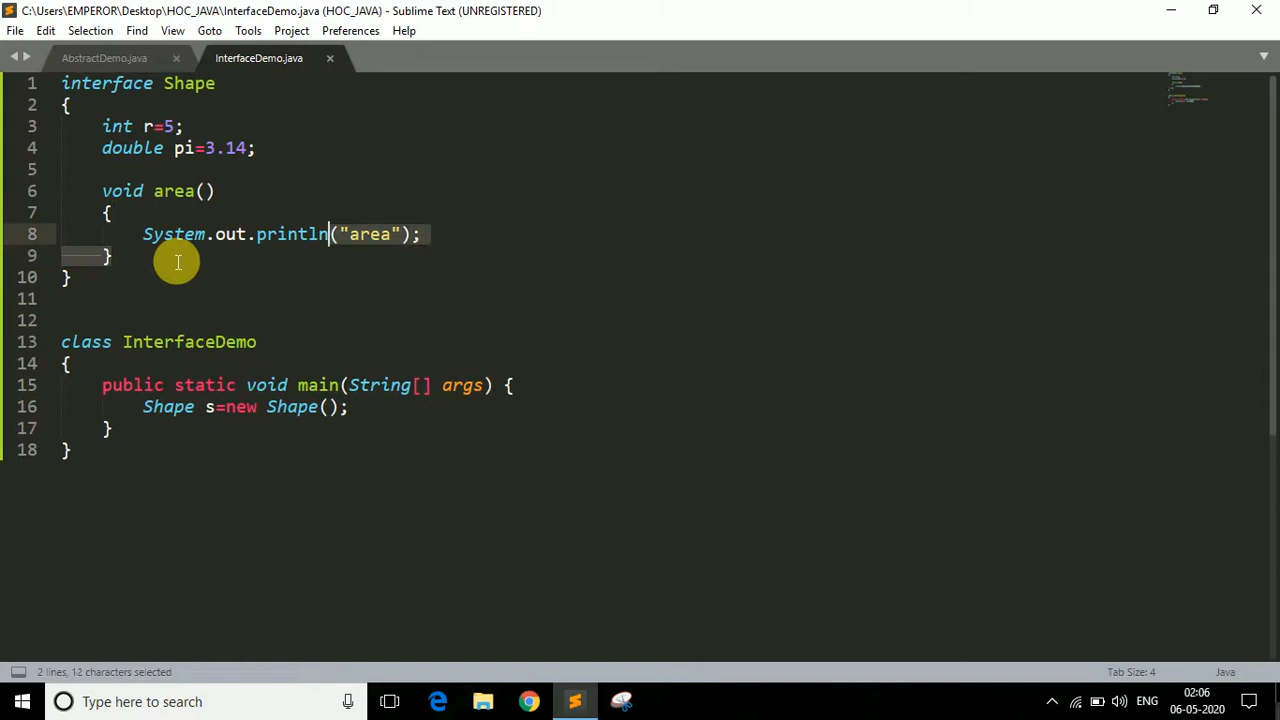 C:\Users\EMPEROR\Desktop\HOC_JAVA\InterfaceDemo.java (HOC_JAVA) - Sublime Text (UNREGISTERED)
File Edit Selection Find View Goto Tools Project Preferences Help
AbstractDemo.java InterfaceDemo.java
1 interface Shape
2 {
3 int r=5;
4 double pi=3.14;
5
6 void area()
7 {
8 System.out.println("area");
9 }
10 }
11
12
13 class InterfaceDemo
14 {
15 public static void main(String[] args) {
16 Shape s=new Shape();
17 }
18 }
2 lines, 12 characters selected Tab Size: 4 Java
Type here to search ENG 02:06
06-05-2020